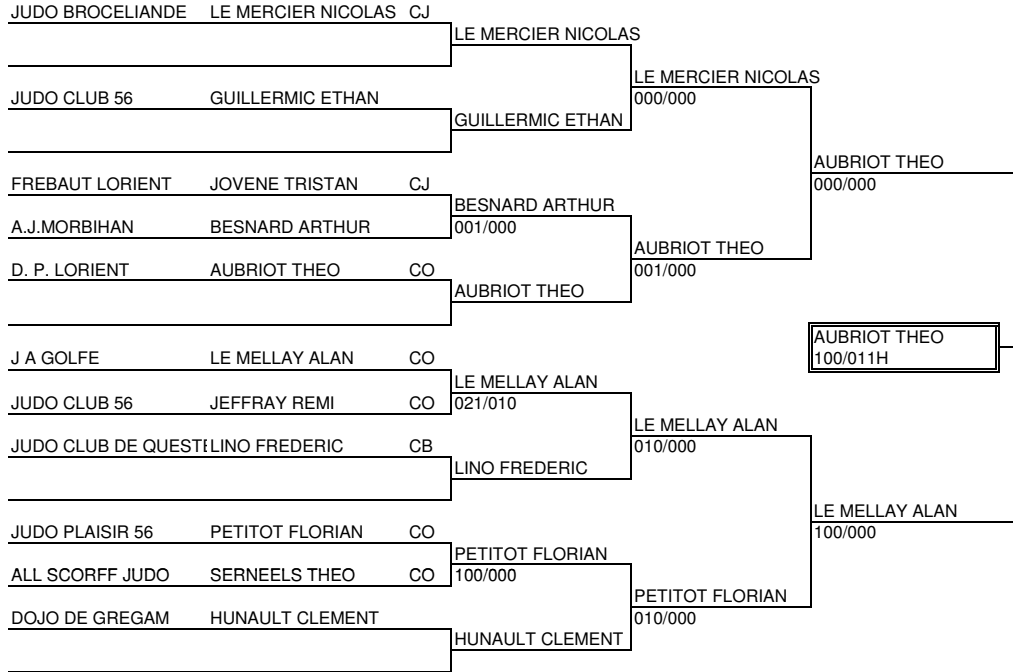 JUDO BROCELIANDE LE MERCIER NICOLAS CJ
LE MERCIER NICOLAS
LE MERCIER NICOLAS
000/000
JUDO CLUB 56 GUILLERMIC ETHAN
GUILLERMIC ETHAN
AUBRIOT THEO
000/000
FREBAUT LORIENT JOVENE TRISTAN CJ
BESNARD ARTHUR
001/000
A.J.MORBIHAN BESNARD ARTHUR
AUBRIOT THEO
001/000
D. P. LORIENT AUBRIOT THEO CO
AUBRIOT THEO
AUBRIOT THEO
100/011H
J A GOLFE LE MELLAY ALAN CO
LE MELLAY ALAN
021/010
JUDO CLUB 56 JEFFRAY REMI CO
LE MELLAY ALAN
010/000
JUDO CLUB DE QUEST LINO FREDERIC CB
LINO FREDERIC
LE MELLAY ALAN
100/000
JUDO PLAISIR 56 PETITOT FLORIAN CO
PETITOT FLORIAN
100/000
ALL SCORFF JUDO SERNEELS THEO CO
PETITOT FLORIAN
010/000
DOJO DE GREGAM HUNAULT CLEMENT
HUNAULT CLEMENT